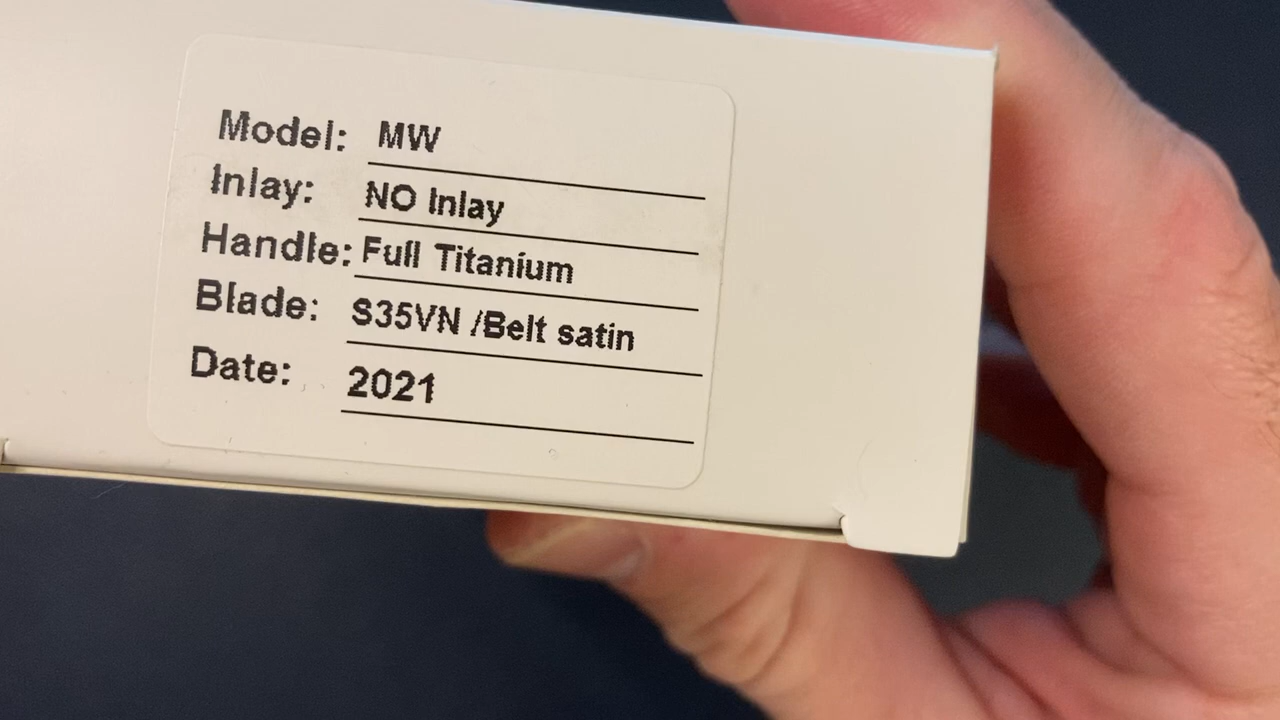 Model: MW
Inlay: NO Inlay
Handle: Full Titanium
Blade: S35VN /Belt satin
Date: 2021